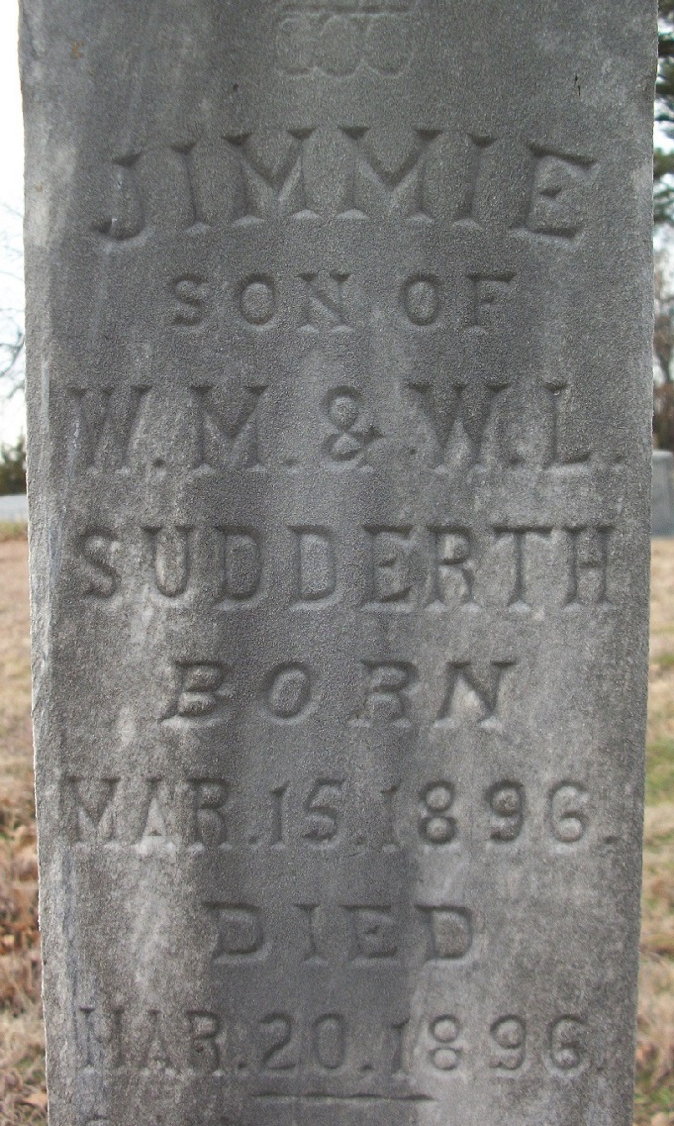 JIMMIE
SON OF
W.M. & W.L.
SUDDERTH
BORN
MAR.15.1896.
DIED
MAR.20.1896.